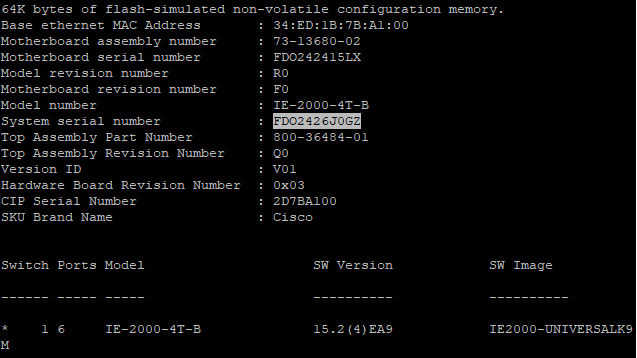 64K bytes of flash-simulated non-volatile configuration memory.
Base ethernet MAC Address       : 34:ED:1B:7B:A1:00
Motherboard assembly number     : 73-13680-02
Motherboard serial number       : FDO242415LX
Model revision number           : R0
Motherboard revision number     : F0
Model number                    : IE-2000-4T-B
System serial number            : FDO2426J0GZ
Top Assembly Part Number        : 800-36484-01
Top Assembly Revision Number    : Q0
Version ID                      : V01
Hardware Board Revision Number  : 0x03
CIP Serial Number               : 2D7BA100
SKU Brand Name                  : Cisco
Switch Ports Model                     SW Version            SW Image
------ ----- -----                     ----------            ----------
*    1 6     IE-2000-4T-B              15.2(4)EA9            IE2000-UNIVERSALK9
M